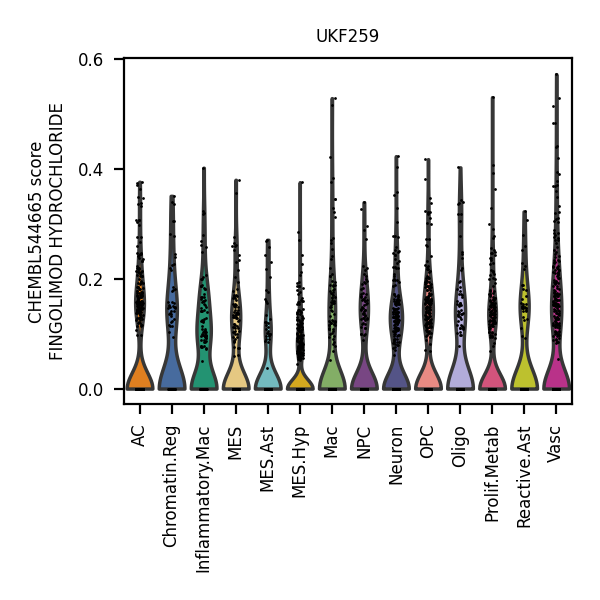 UKF259
CHEMBL544665 score
FINGOLIMOD HYDROCHLORIDE
0.6
0.4
0.2
0.0
AC
Chromatin.Reg
Inflammatory.Mac
MES
MES.Ast
MES.Hyp
Mac
NPC
Neuron
OPC
Oligo
Prolif.Metab
Reactive.Ast
Vasc